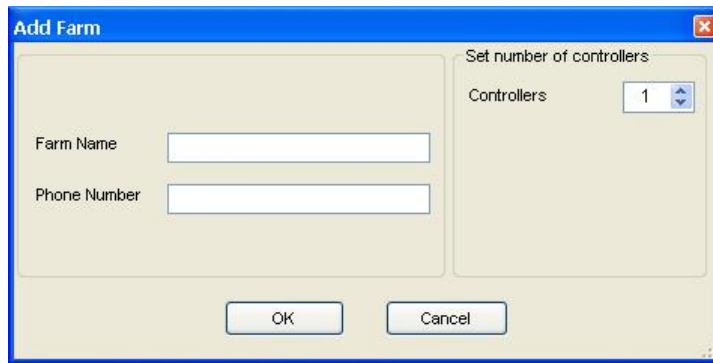 Add Farm
Set number of controllers
Controllers 1
Farm Name
Phone Number
OK Cancel